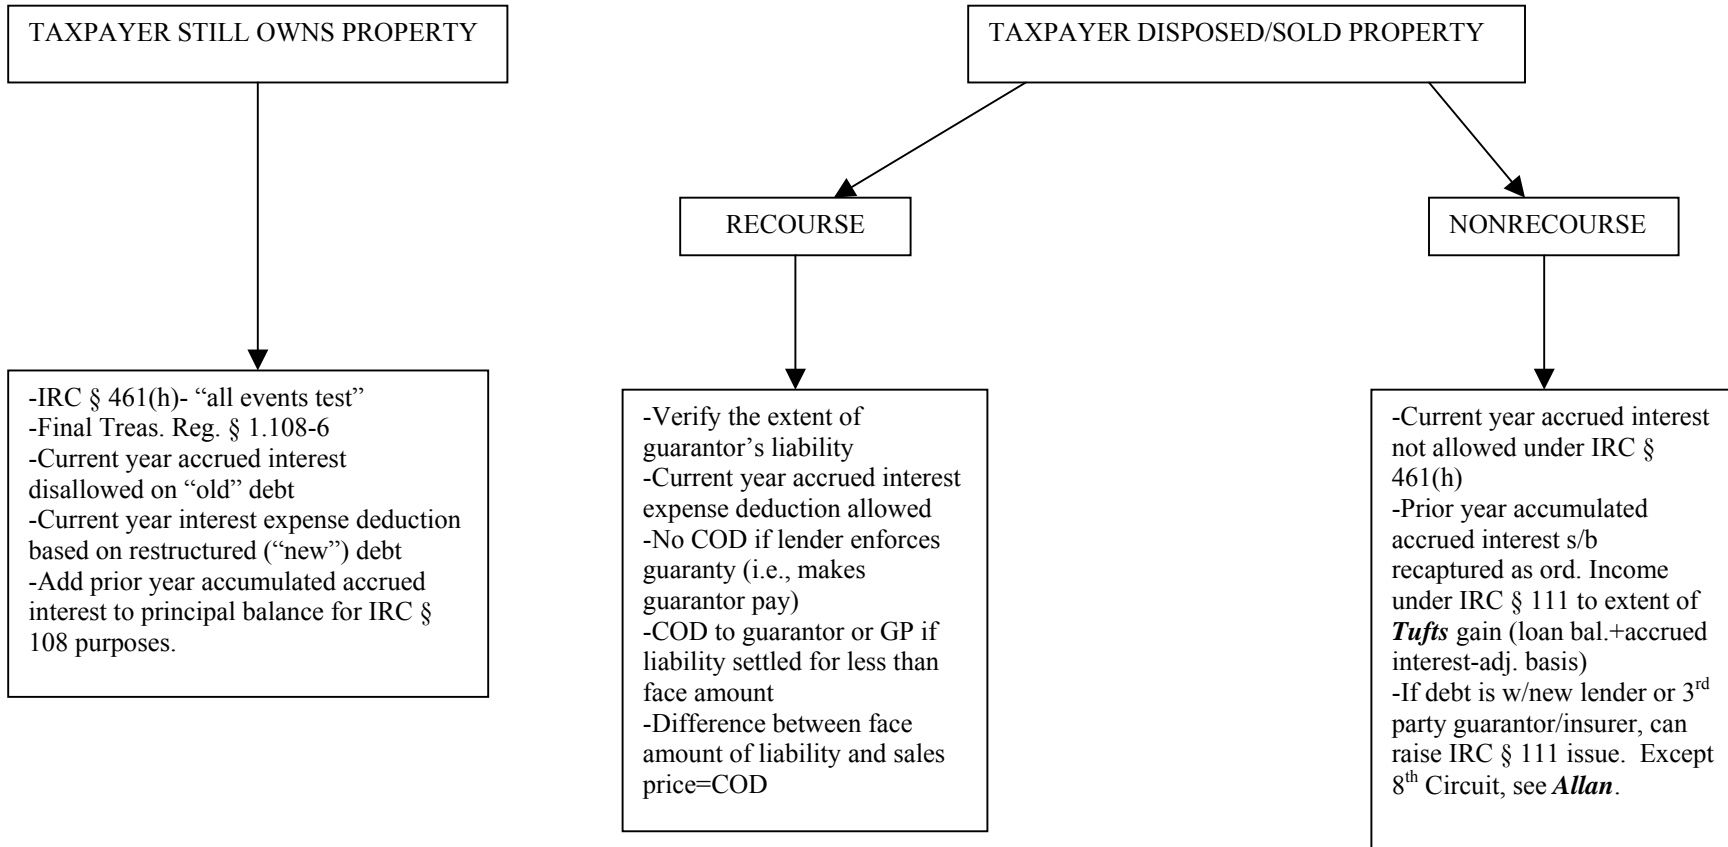 TAXPAYER STILL OWNS PROPERTY
TAXPAYER DISPOSED/SOLD PROPERTY
RECOURSE
NONRECOURSE
-IRC § 461(h)- “all events test”
-Final Treas. Reg. § 1.108-6
-Current year accrued interest
disallowed on “old” debt
-Current year interest expense deduction
based on restructured (“new”) debt
-Add prior year accumulated accrued
interest to principal balance for IRC §
108 purposes.
-Verify the extent of
guarantor’s liability
-Current year accrued interest
expense deduction allowed
-No COD if lender enforces
guaranty (i.e., makes
guarantor pay)
-COD to guarantor or GP if
liability settled for less than
face amount
-Difference between face
amount of liability and sales
price=COD
-Current year accrued interest
not allowed under IRC §
461(h)
-Prior year accumulated
accrued interest s/b
recaptured as ord. Income
under IRC § 111 to extent of
Tufts gain (loan bal.+accrued
interest-adj. basis)
-If debt is w/new lender or 3rd
party guarantor/insurer, can
raise IRC § 111 issue.  Except
8th Circuit, see Allan.